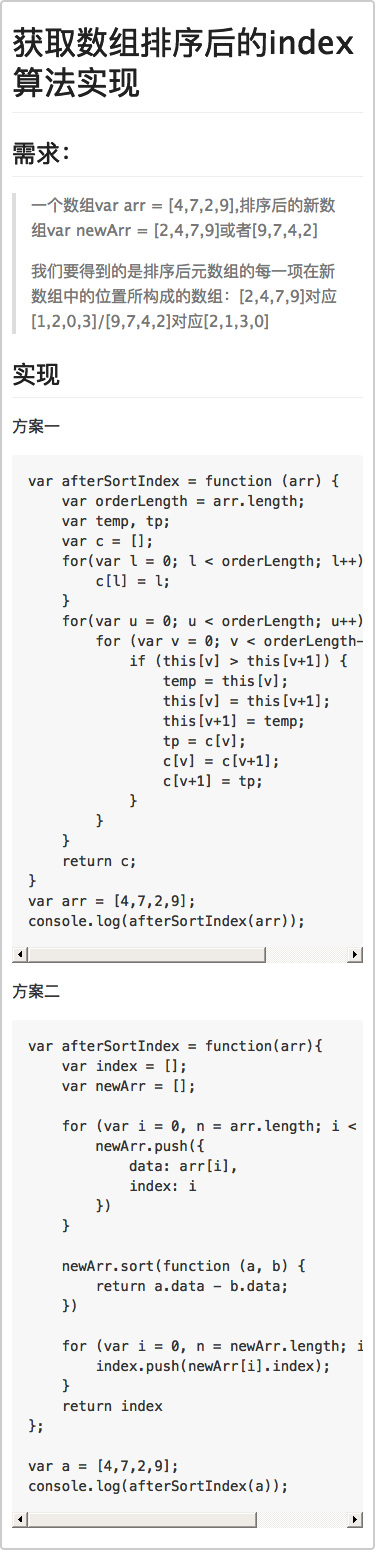 获取数组排序后的index
算法实现
需求：
一个数组var arr = [4,7,2,9],排序后的新数
组var newArr = [2,4,7,9]或者[9,7,4,2]
我们要得到的是排序后元数组的每一项在新
数组中的位置所构成的数组：[2,4,7,9]对应
[1,2,0,3]/[9,7,4,2]对应[2,1,3,0]
实现
方案一
var afterSortIndex = function (arr) {
    var orderLength = arr.length;
    var temp, tp;
    var c = [];
    for(var l = 0; l < orderLength; l++)
        c[l] = l;
    }
    for(var u = 0; u < orderLength; u++)
        for (var v = 0; v < orderLength-
            if (this[v] > this[v+1]) {
                temp = this[v];
                this[v] = this[v+1];
                this[v+1] = temp;
                tp = c[v];
                c[v] = c[v+1];
                c[v+1] = tp;
            }
        }
    }
    return c;
}
var arr = [4,7,2,9];
console.log(afterSortIndex(arr));
方案二
var afterSortIndex = function(arr){
    var index = [];
    var newArr = [];
    for (var i = 0, n = arr.length; i <
        newArr.push({
            data: arr[i],
            index: i
        })
    }
    newArr.sort(function (a, b) {
        return a.data - b.data;
    })
    for (var i = 0, n = newArr.length; i
        index.push(newArr[i].index);
    }
    return index
};
var a = [4,7,2,9];
console.log(afterSortIndex(a));